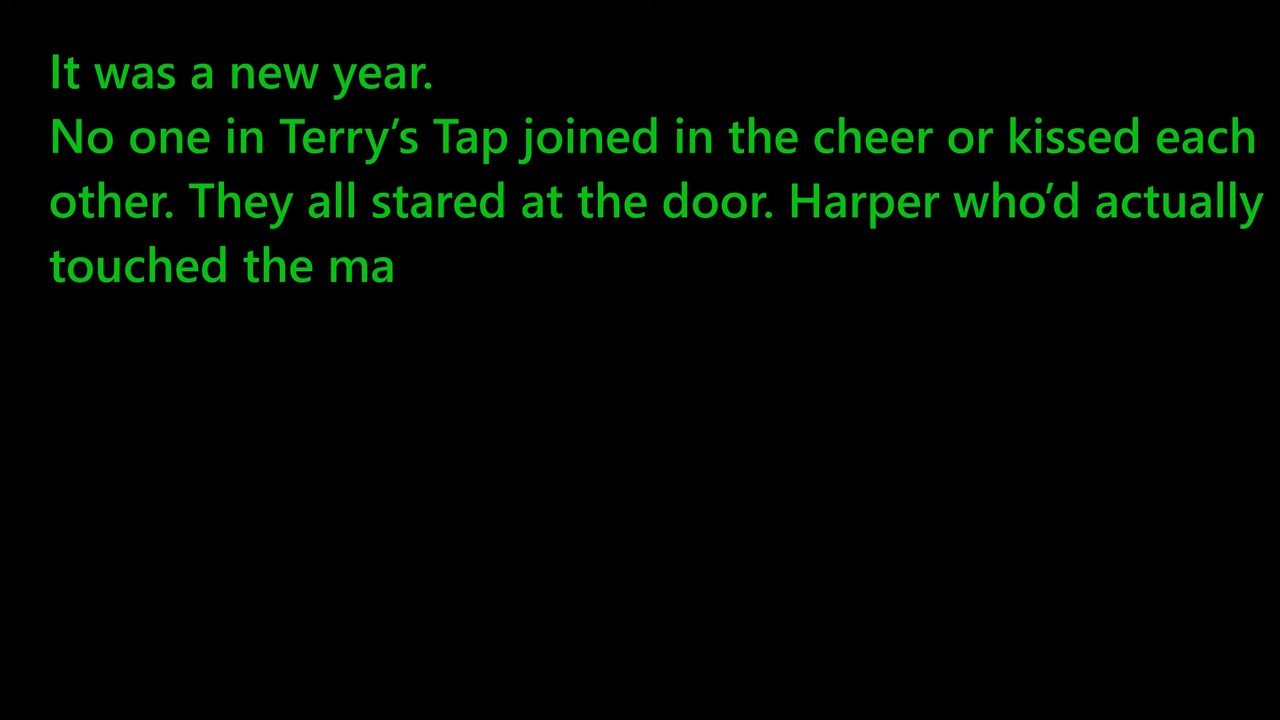 It was a new year.
No one in Terry’s Tap joined in the cheer or kissed each
other. They all stared at the door. Harper who’d actually
touched the ma